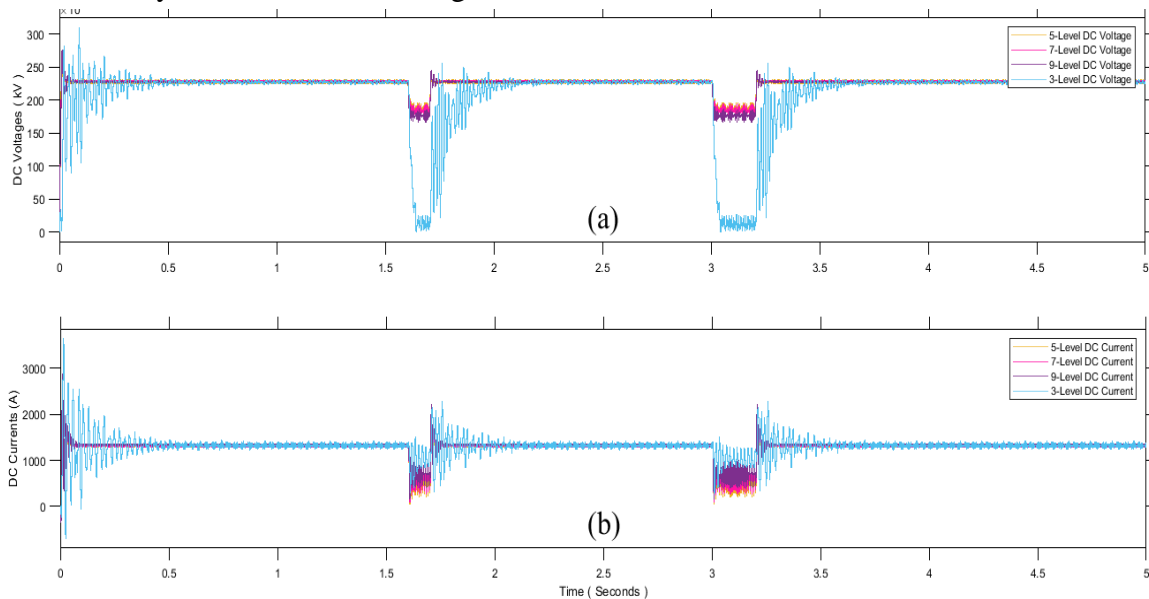 ×10
300
250
200
150
100
50
0
DC Voltages ( kV )
5-Level DC Voltage
7-Level DC Voltage
9-Level DC Voltage
3-Level DC Voltage
(a)
0 0.5 1 1.5 2 2.5 3 3.5 4 4.5 5
3000
2000
1000
0
DC Currents (A)
5-Level DC Current
7-Level DC Current
9-Level DC Current
3-Level DC Current
(b)
0 0.5 1 1.5 2 2.5 3 3.5 4 4.5 5
Time ( Seconds )